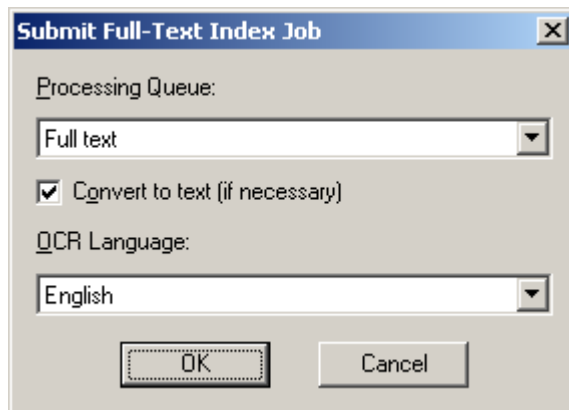 Submit Full-Text Index Job
Processing Queue:
Full text
Convert to text (if necessary)
OCR Language:
English
OK Cancel